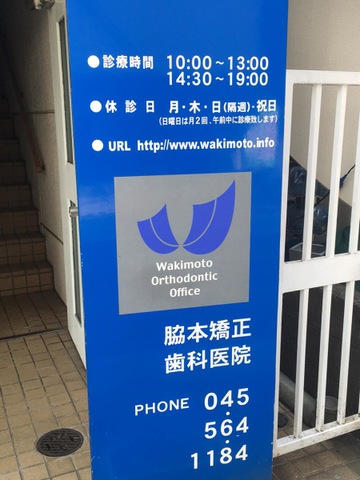 ●診療時間 10:00～13:00
14:30～19:00
●休診日 月・木・日(隔週)・祝日
(日曜日は月2回、午前中に診療致します)
●URL http://www.wakimoto.info
Wakimoto
Orthodontic
Office
脇本矯正
歯科医院
PHONE 045
・564・
1184